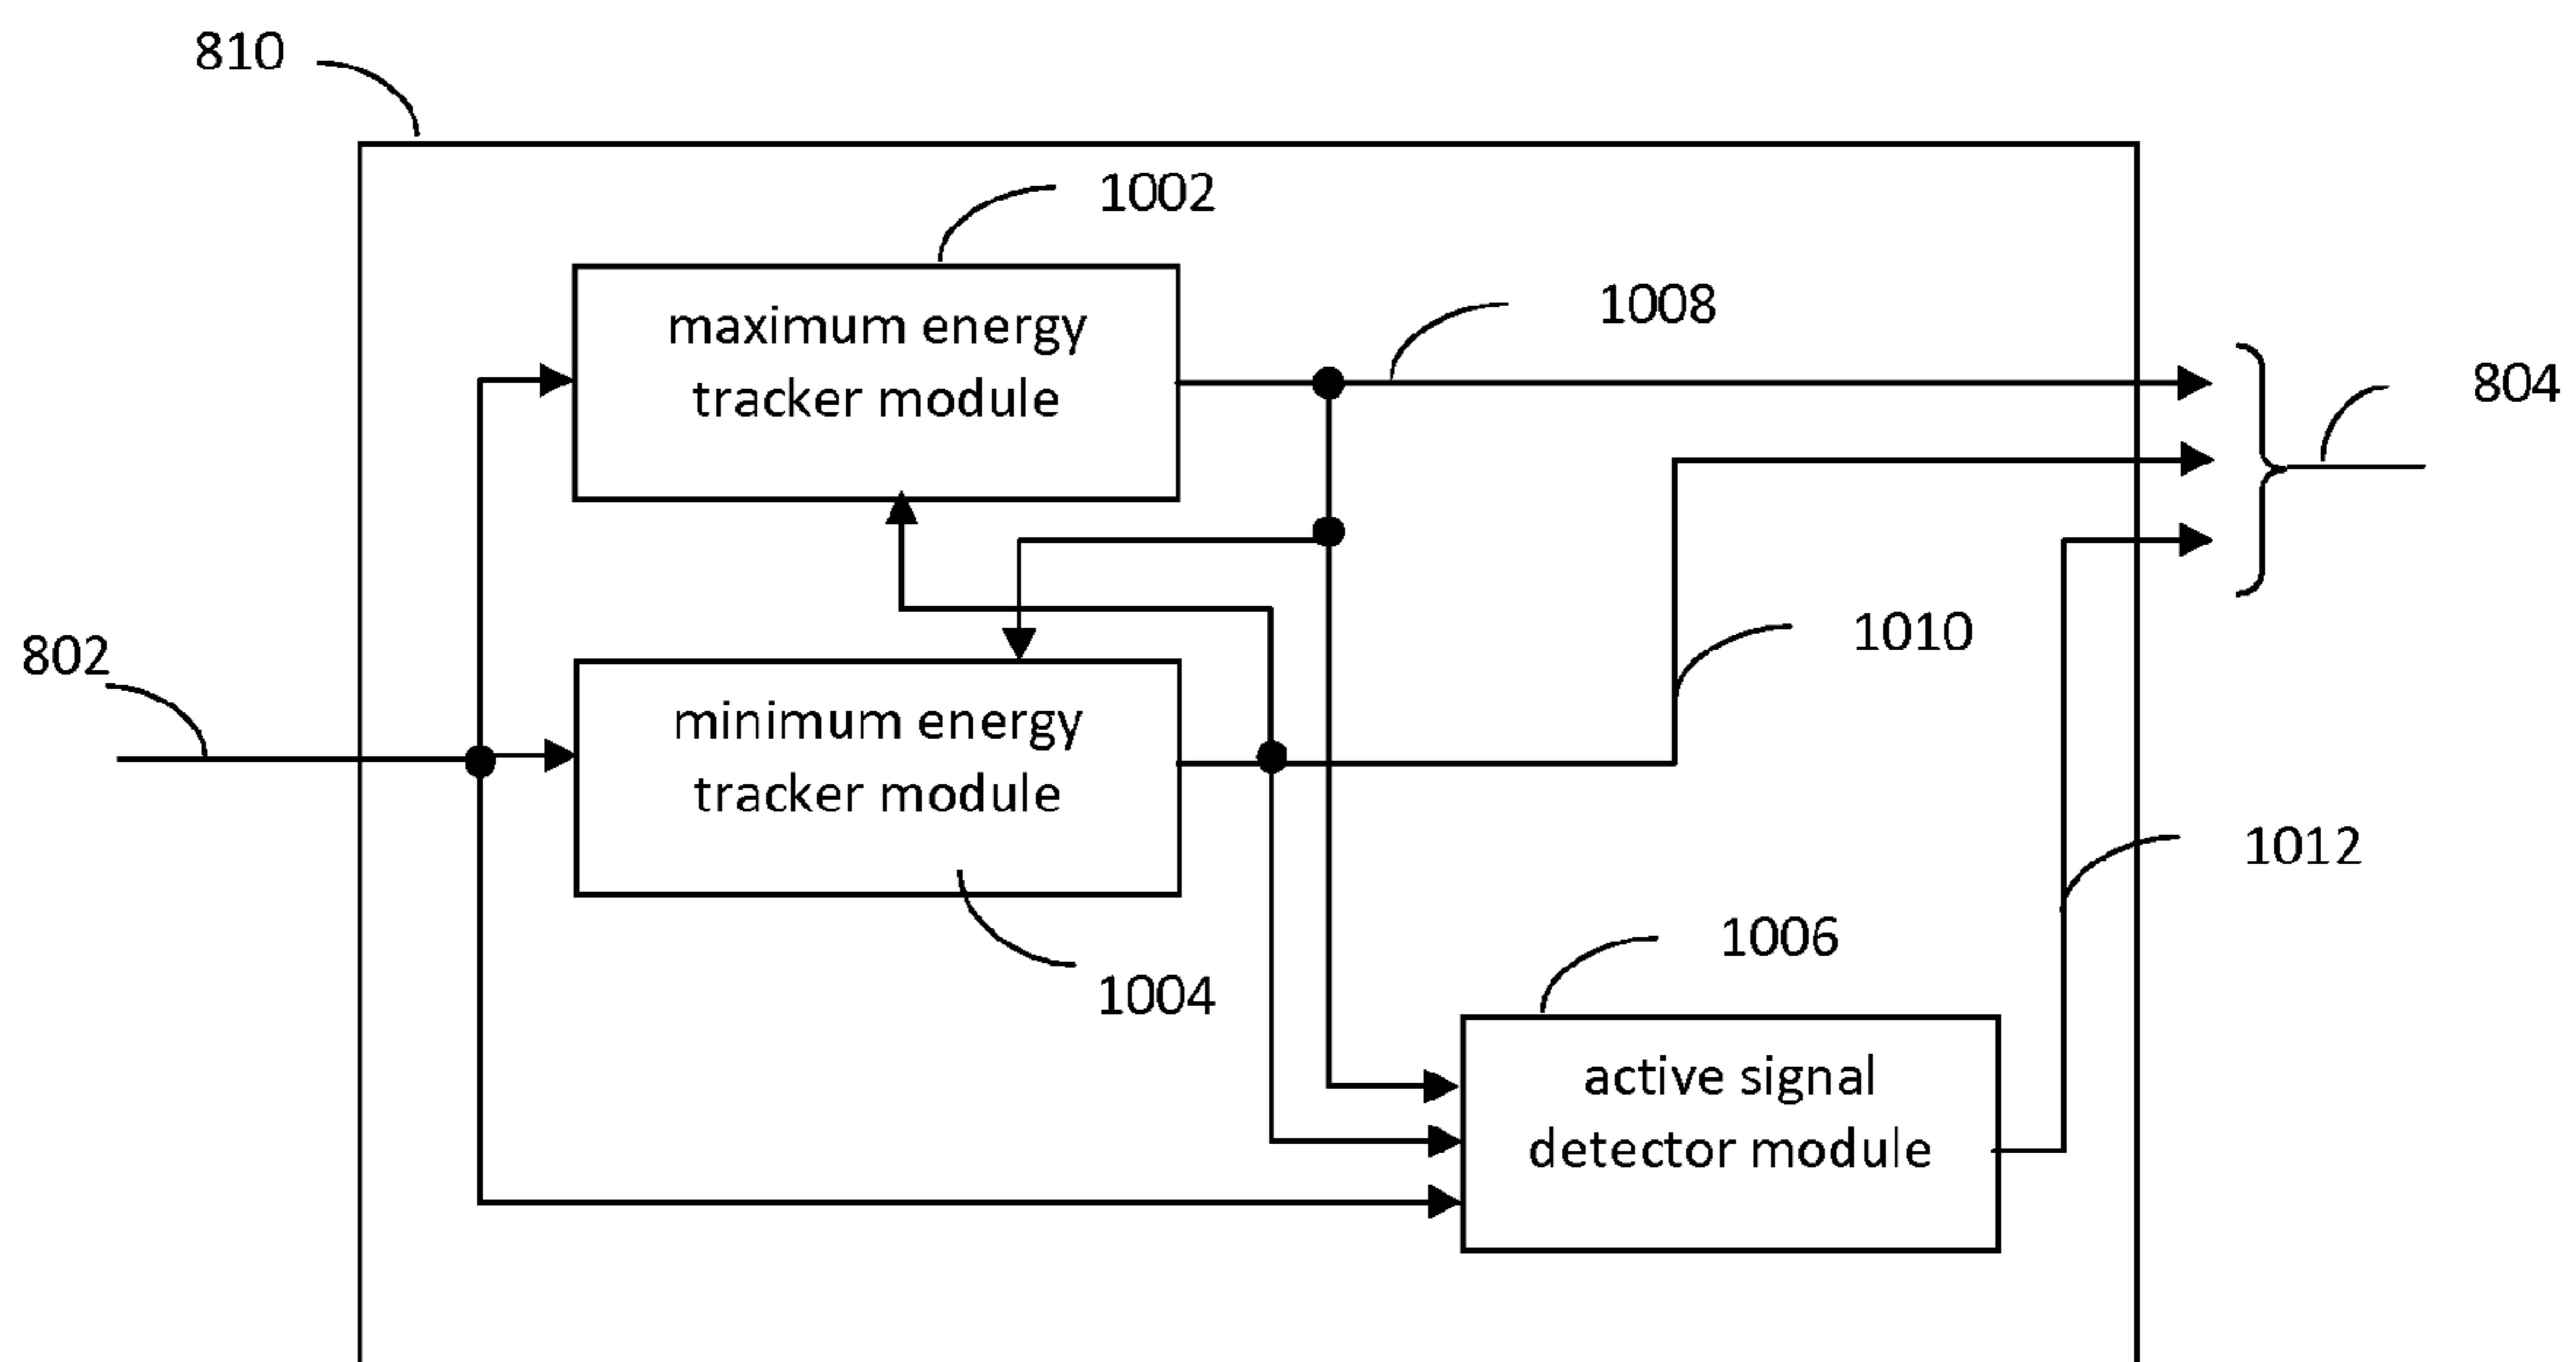 810
1002
maximum energy
tracker module
1008
804
802
minimum energy
tracker module
1010
1004
1012
1006
active signal
detector module